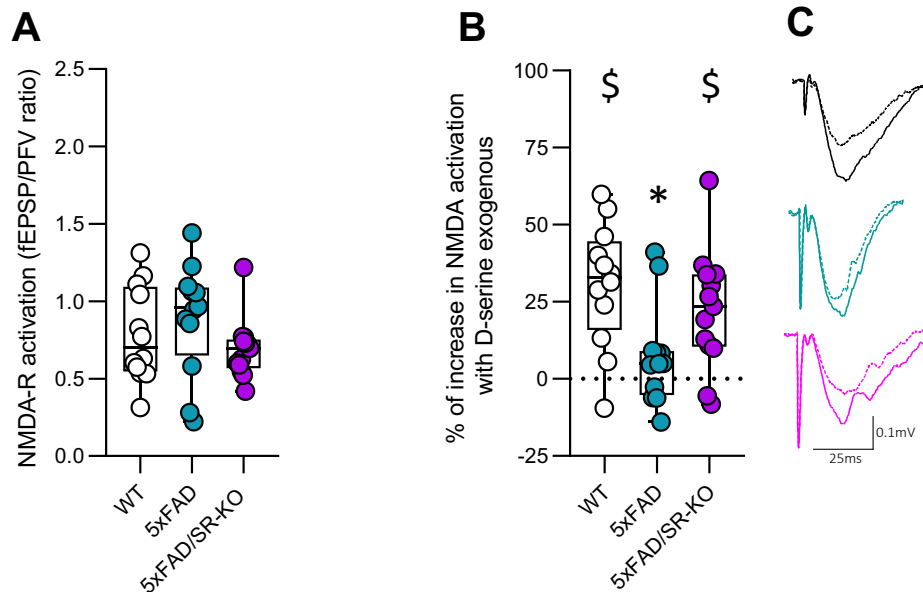 A
B
C
NMDA-R activation (fEPSP/PFV ratio)
2.5
2.0
1.5
1.0
0.5
0.0
WT
5xFAD
5xFAD/SR-KO
% of increase in NMDA activation
with D-serine exogenous
100
75
50
25
0
-25
$
*
$
WT
5xFAD
5xFAD/SR-KO
0.1mV
25ms